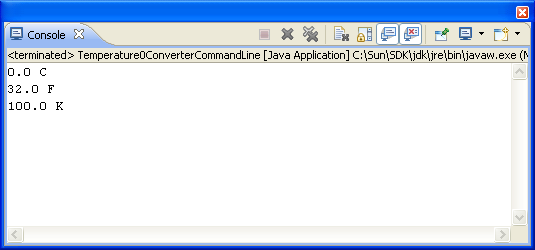 Console
<terminated> Temperature0ConverterCommandLine [Java Application] C:\Sun\SDK\jdk\jre\bin\javaw.exe (M
0.0 C
32.0 F
100.0 K